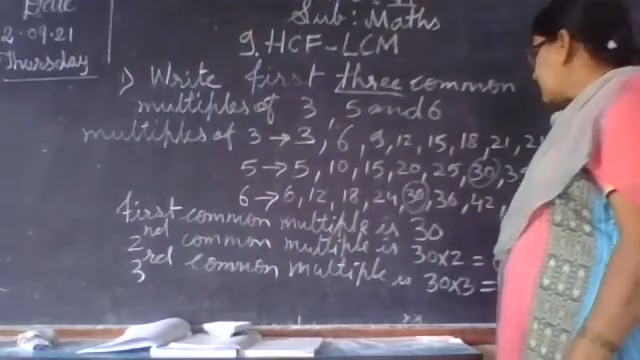 Date
2.09.21
Thursday
Sub: Maths
9. HCF-LCM
1) Write first three common
multiples of 3, 5 and 6
multiples of 3 → 3, 6, 9, 12, 15, 18, 21,
5 → 5, 10, 15, 20, 25, 30, 3
6 → 6, 12, 18, 24, 30, 36, 42,
first common multiple is 30
2nd common multiple is 30x2 =
3rd common multiple is 30x3 =